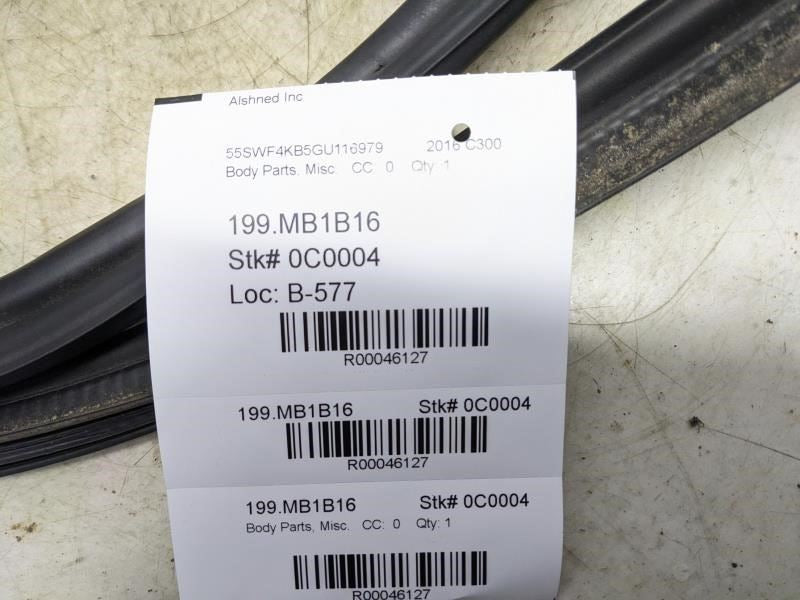 Alshned Inc
55SWF4KB5GU116979 2016 C300
Body Parts, Misc. CC: 0 Qty: 1
199.MB1B16
Stk# 0C0004
Loc: B-577
R00046127
199.MB1B16 Stk# 0C0004
R00046127
199.MB1B16 Stk# 0C0004
Body Parts, Misc. CC: 0 Qty: 1
R00046127